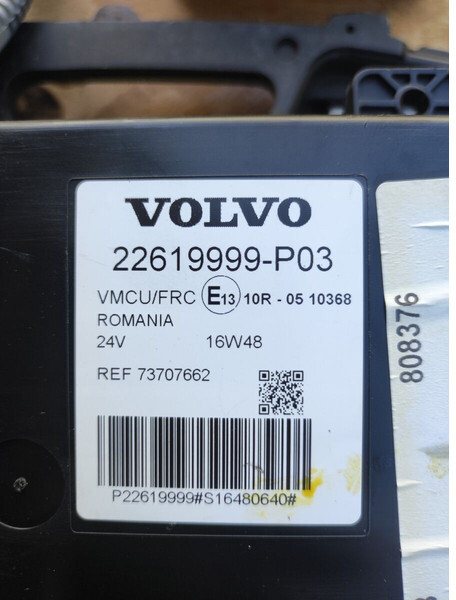 VOLVO
22619999-P03
VMCU/FRC E13 10R - 05 10368
ROMANIA
24V 16W48
REF 73707662
P22619999#S16480640#
808376